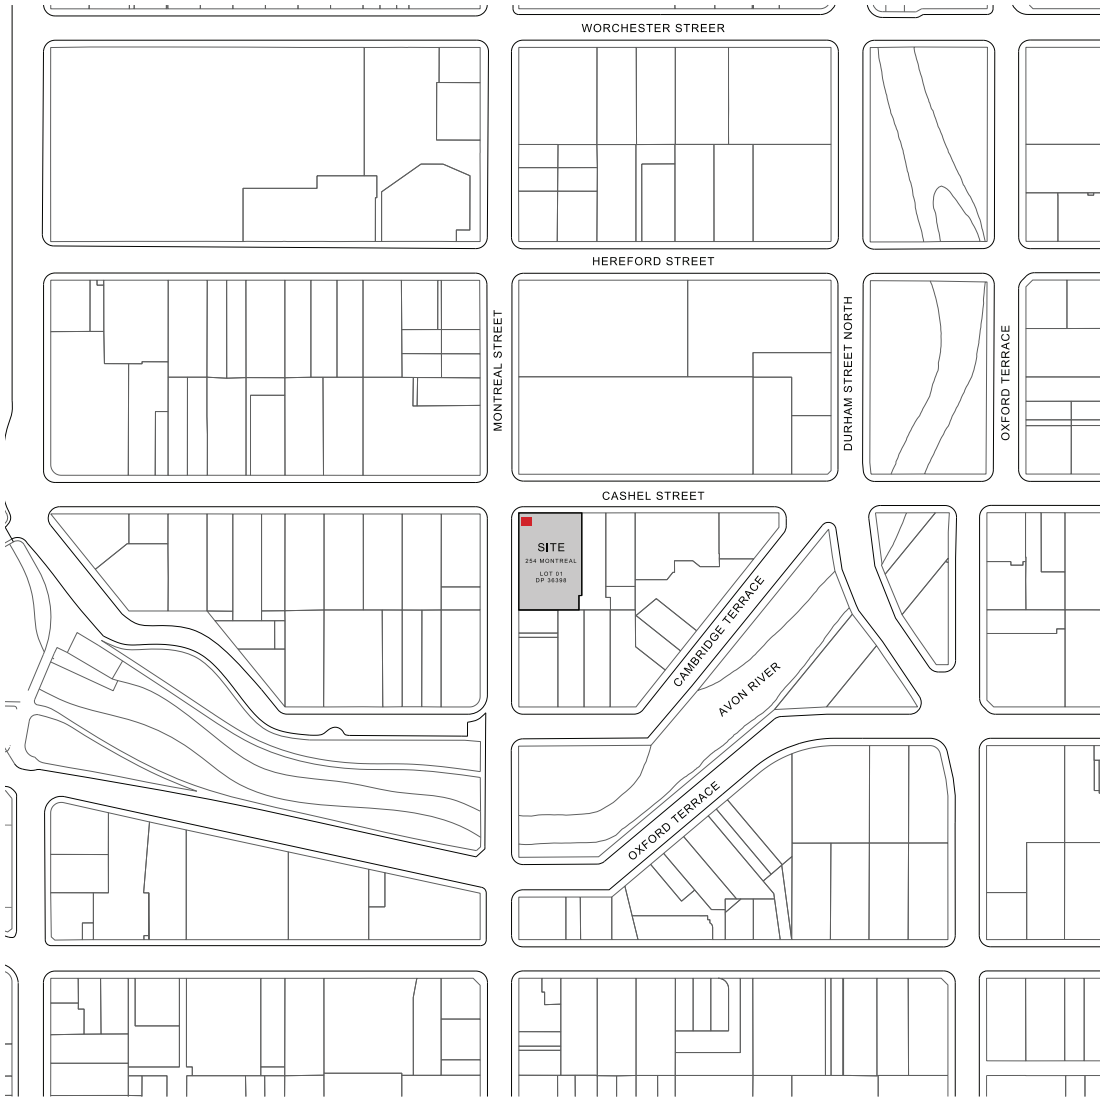 WORCHESTER STREER
HEREFORD STREET
MONTREAL STREET
DURHAM STREET NORTH
OXFORD TERRACE
CASHEL STREET
SITE
254 MONTREAL
LOT 01
DP 36398
CAMBRIDGE TERRACE
AVON RIVER
OXFORD TERRACE